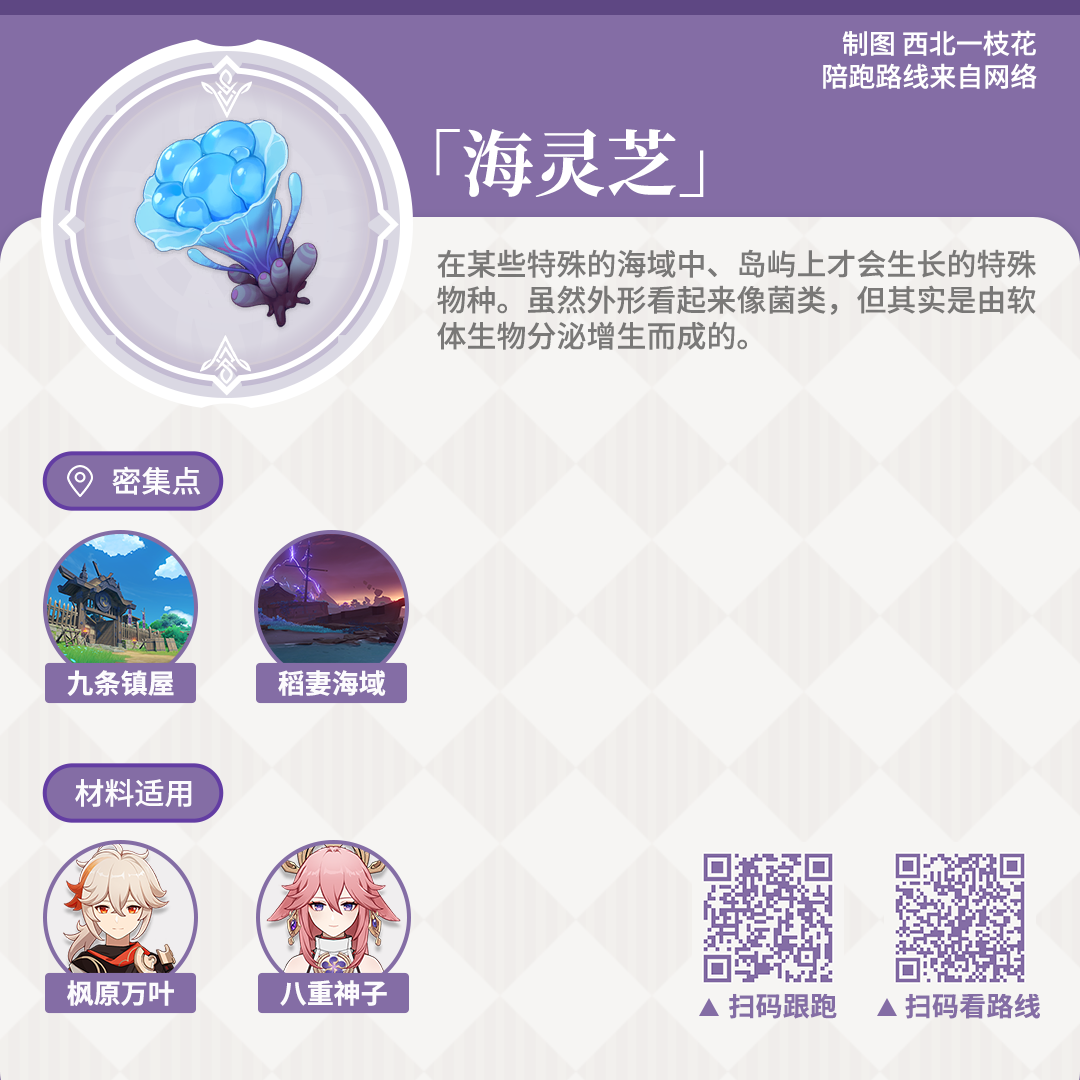 制图 西北一枝花
陪跑路线来自网络
「海灵芝」
在某些特殊的海域中、岛屿上才会生长的特殊
物种。虽然外形看起来像菌类，但其实是由软
体生物分泌增生而成的。
密集点
九条镇屋
稻妻海域
材料适用
枫原万叶
八重神子
▲ 扫码跟跑
▲ 扫码看路线